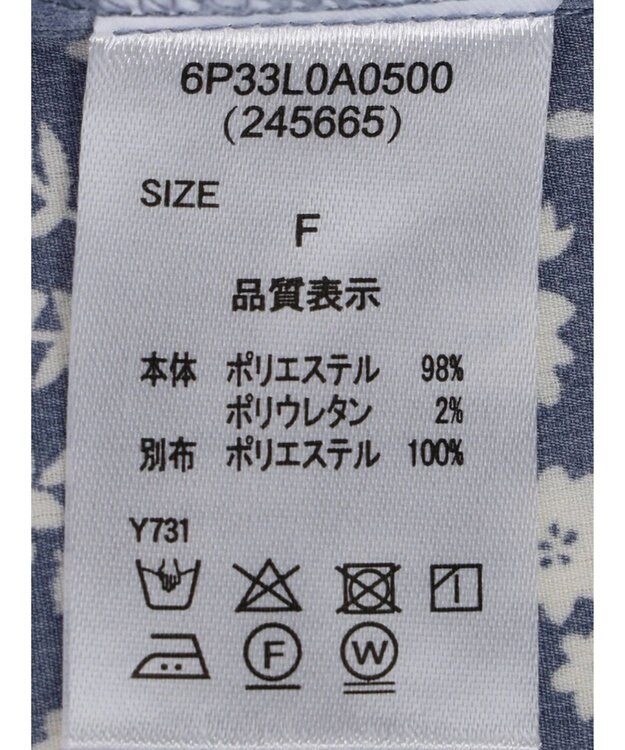 6P33L0A0500
(245665)
SIZE
F
品質表示
本体 ポリエステル 98%
ポリウレタン 2%
別布 ポリエステル 100%
Y731
F W